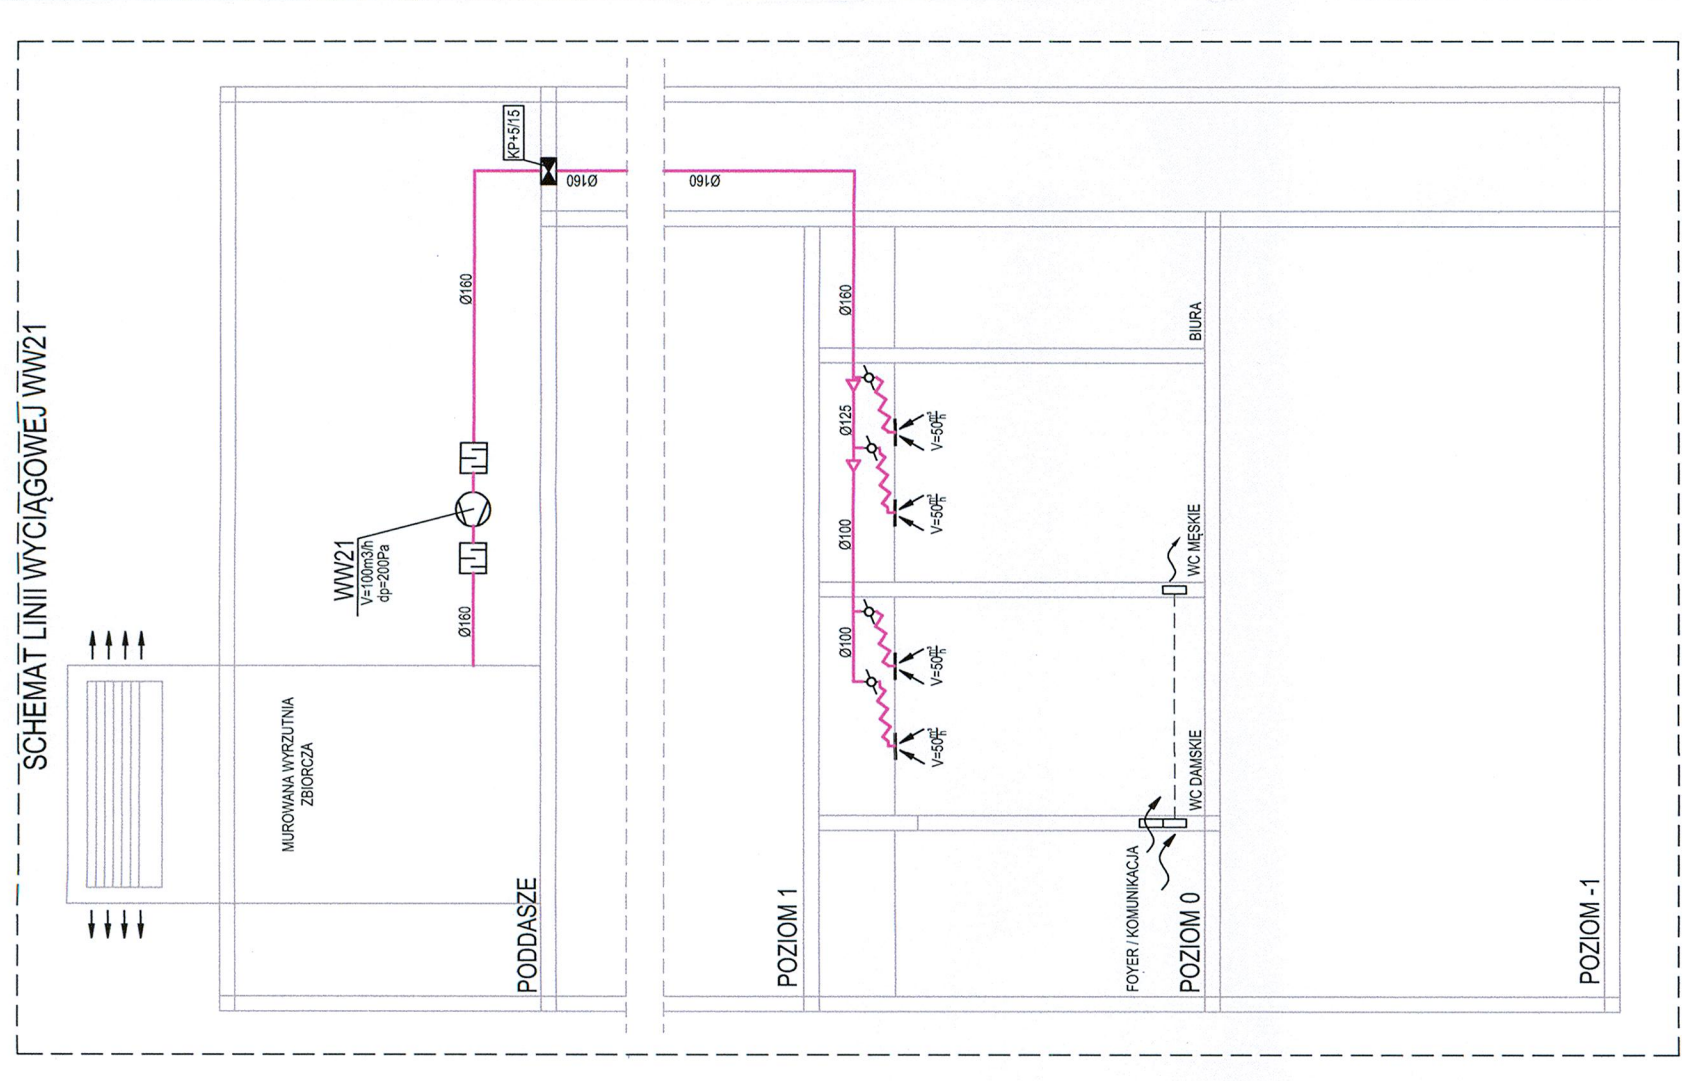 SCHEMAT LINII WYCIĄGOWEJ WW21
MUROWANA WYRZUTNIA
ZBIORCZA
WW21
V=100m3/h
dp=200Pa
Ø160
Ø160
KP+5/15
Ø160
Ø160
Ø160
Ø125
Ø100
Ø100
V=50m³/h
V=50m³/h
V=50m³/h
V=50m³/h
PODDASZE
POZIOM 1
FOYER / KOMUNIKACJA
POZIOM 0
WC DAMSKIE
WC MĘSKIE
BIURA
POZIOM -1